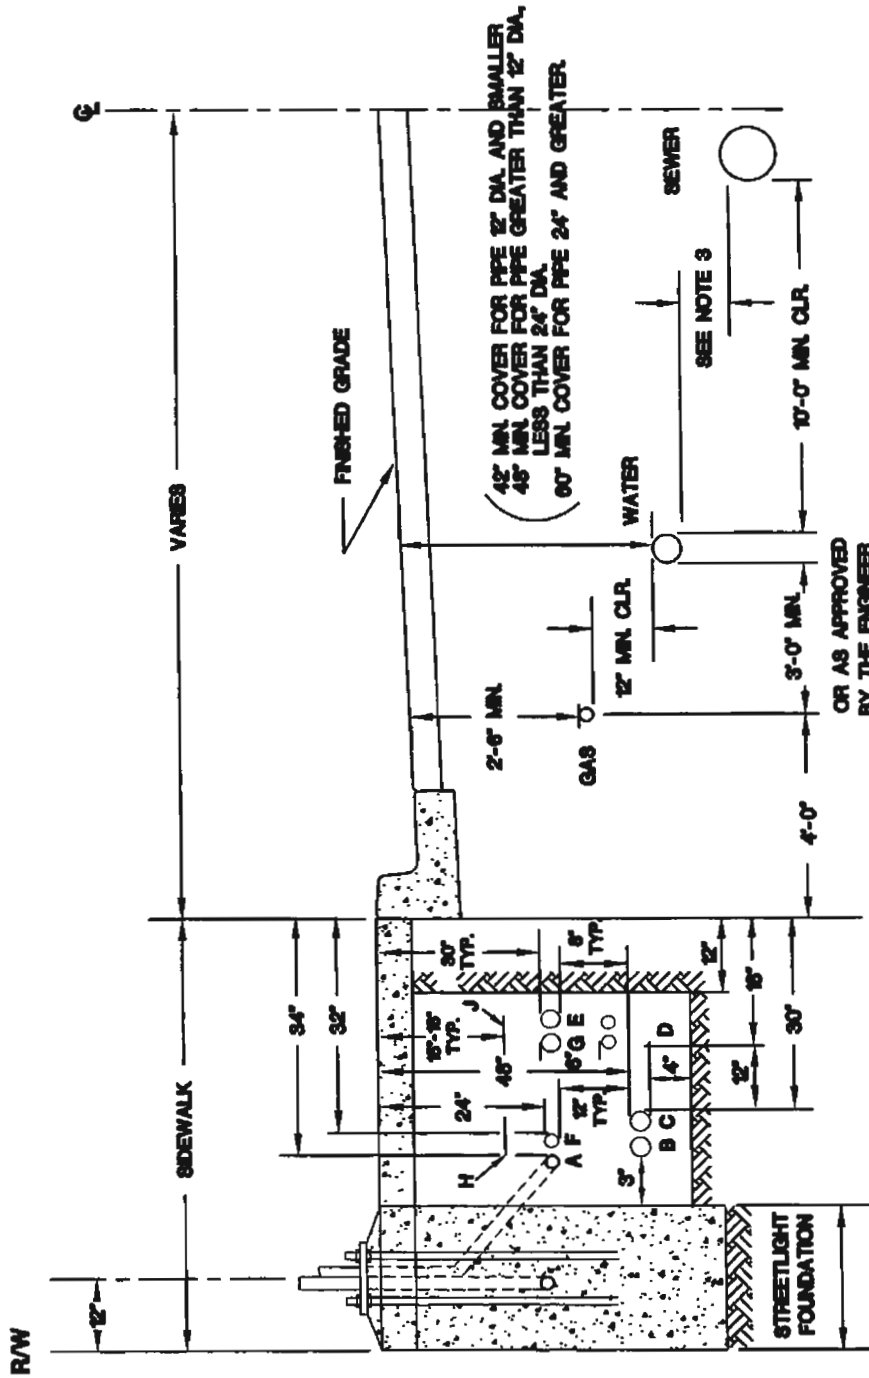 R/W
℄
SIDEWALK
VARIES
12"
34"
32"
FINISHED GRADE
42" MIN. COVER FOR PIPE 12" DIA. AND SMALLER
48" MIN. COVER FOR PIPE GREATER THAN 12" DIA,
LESS THAN 24" DIA.
60" MIN. COVER FOR PIPE 24" AND GREATER.
30"
TYP.
TYP.
48"
24"
J
H
8"
TYP.
12"
TYP.
6"
A F
G E
B C
D
3"
4"
12"
12"
30"
2'-6" MIN.
GAS
12" MIN. CLR.
WATER
SEWER
SEE NOTE 3
4'-0"
3'-0" MIN.
10'-0" MIN. CLR.
OR AS APPROVED
BY THE ENGINEER
STREETLIGHT
FOUNDATION